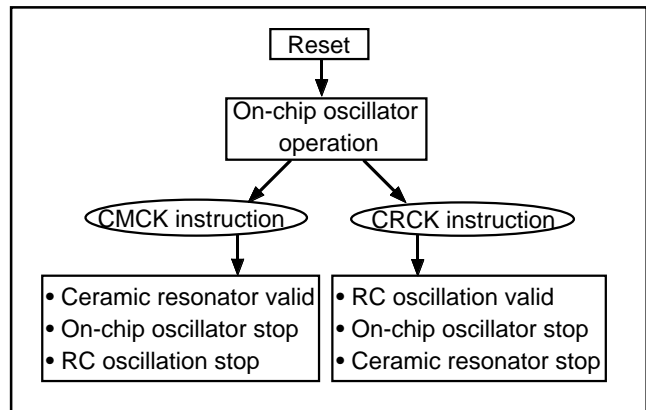 Reset
On-chip oscillator
operation
CMCK instruction
CRCK instruction
• Ceramic resonator valid
• On-chip oscillator stop
• RC oscillation stop
• RC oscillation valid
• On-chip oscillator stop
• Ceramic resonator stop